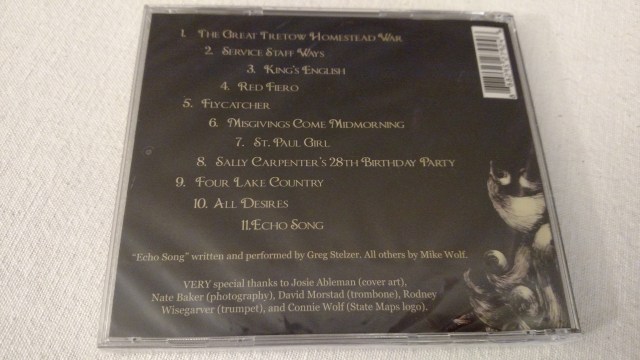 1. The Great Tretow Homestead War
2. Service Staff Ways
3. King's English
4. Red Fiero
5. Flycatcher
6. Misgivings Come Midmorning
7. St. Paul Girl
8. Sally Carpenter's 28th Birthday Party
9. Four Lake Country
10. All Desires
11. Echo Song
"Echo Song" written and performed by Greg Stelzer. All others by Mike Wolf.
VERY special thanks to Josie Ableman (cover art),
Nate Baker (photography), David Morstad (trombone), Rodney
Wisegarver (trumpet), and Connie Wolf (State Maps logo).